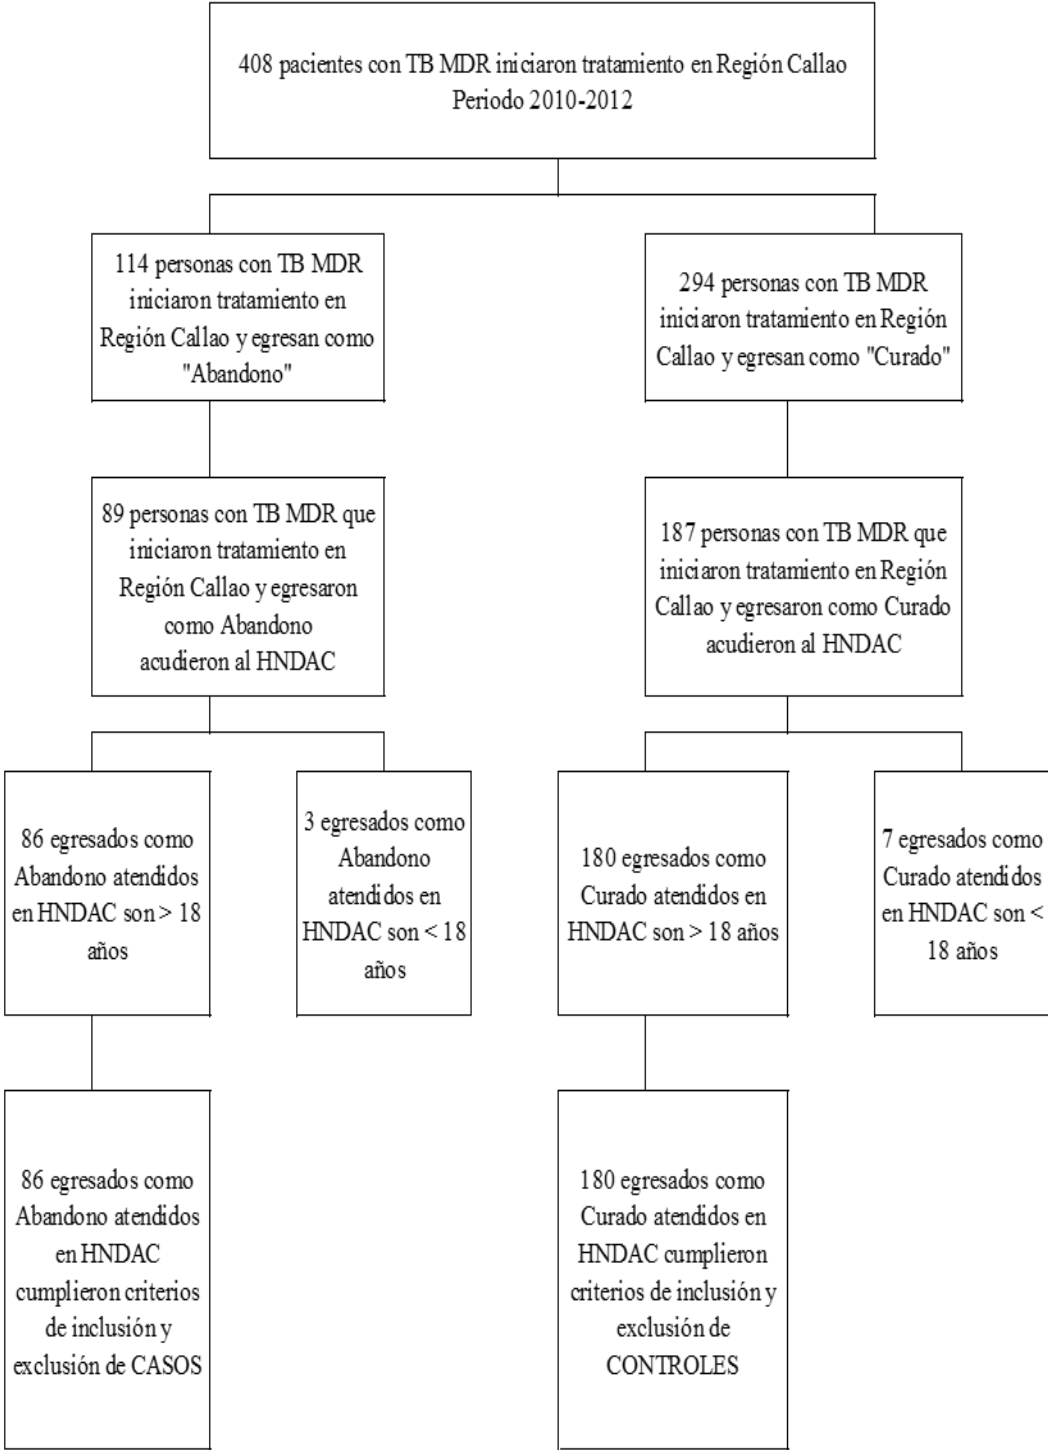 408 pacientes con TB MDR iniciaron tratamiento en Región Callao
Periodo 2010-2012
114 personas con TB MDR
iniciaron tratamiento en
Región Callao y egresan como
"Abandono"
294 personas con TB MDR
iniciaron tratamiento en Región
Callao y egresan como "Curado"
89 personas con TB MDR que
iniciaron tratamiento en
Región Callao y egresaron
como Abandono
acudieron al HNDAC
187 personas con TB MDR que
iniciaron tratamiento en Región
Callao y egresaron como Curado
acudieron al HNDAC
86 egresados como
Abandono atendidos
en HNDAC son > 18
años
3 egresados como
Abandono
atendidos en
HNDAC son < 18
años
180 egresados como
Curado atendidos en
HNDAC son > 18 años
7 egresados como
Curado atendidos
en HNDAC son <
18 años
86 egresados como
Abandono atendidos
en HNDAC
cumplieron criterios
de inclusión y
exclusión de CASOS
180 egresados como
Curado atendidos en
HNDAC cumplieron
criterios de inclusión y
exclusión de
CONTROLES